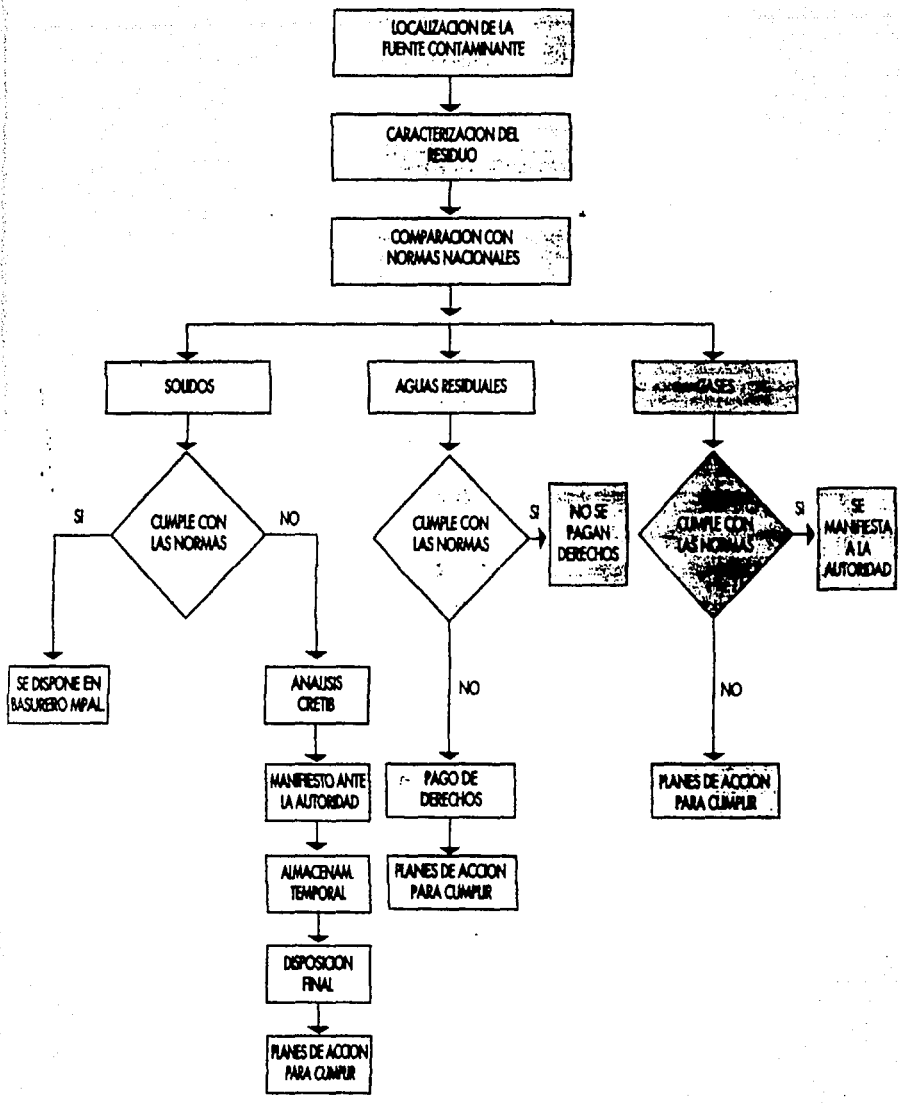 LOCALIZACION DE LA
FUENTE CONTAMINANTE
CARACTERIZACION DEL
RESIDUO
COMPARACION CON
NORMAS NACIONALES
SOLIDOS
AGUAS RESIDUALES
GASES
SI
CUMPLE CON
LAS NORMAS
NO
CUMPLE CON
LAS NORMAS
SI
NO SE
PAGAN
DERECHOS
CUMPLE CON
LAS NORMAS
SI
SE
MANIFIESTA
A LA
AUTORIDAD
SE DISPONE EN
BASURERO MPAL.
ANALISIS
CRETIB
NO
NO
MANIFIESTO ANTE
LA AUTORIDAD
PAGO DE
DERECHOS
PLANES DE ACCION
PARA CUMPLIR
ALMACENAM.
TEMPORAL
PLANES DE ACCION
PARA CUMPLIR
DISPOSICION
FINAL
PLANES DE ACCION
PARA CUMPLIR